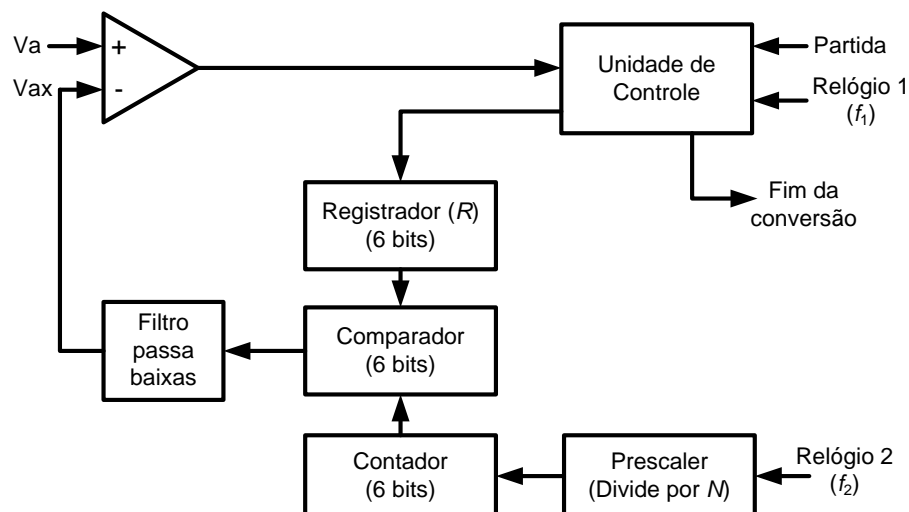 Va
+
Vax
-
Unidade de
Controle
Partida
Relógio 1
(f1)
Fim da
conversão
Registrador (R)
(6 bits)
Filtro
passa
baixas
Comparador
(6 bits)
Contador
(6 bits)
Prescaler
(Divide por N)
Relógio 2
(f2)